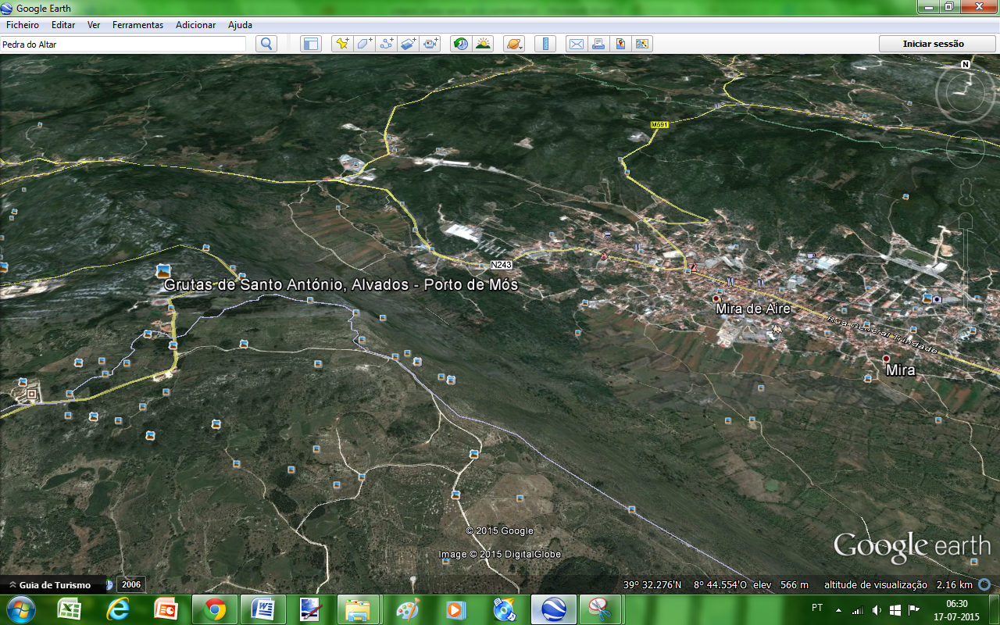 Google Earth
Ficheiro Editar Ver Ferramentas Adicionar Ajuda
Pedra do Altar
Iniciar sessão
N
M591
N243
Grutas de Santo António, Alvados - Porto de Mós
Mira de Aire
Rua General Trindade
Mira
© 2015 Google
Image © 2015 DigitalGlobe
Google earth
Guia de Turismo
2006
39º 32.276'N 8º 44.554'O elev 566 m altitude de visualização 2.16 km
PT
06:30
17-07-2015